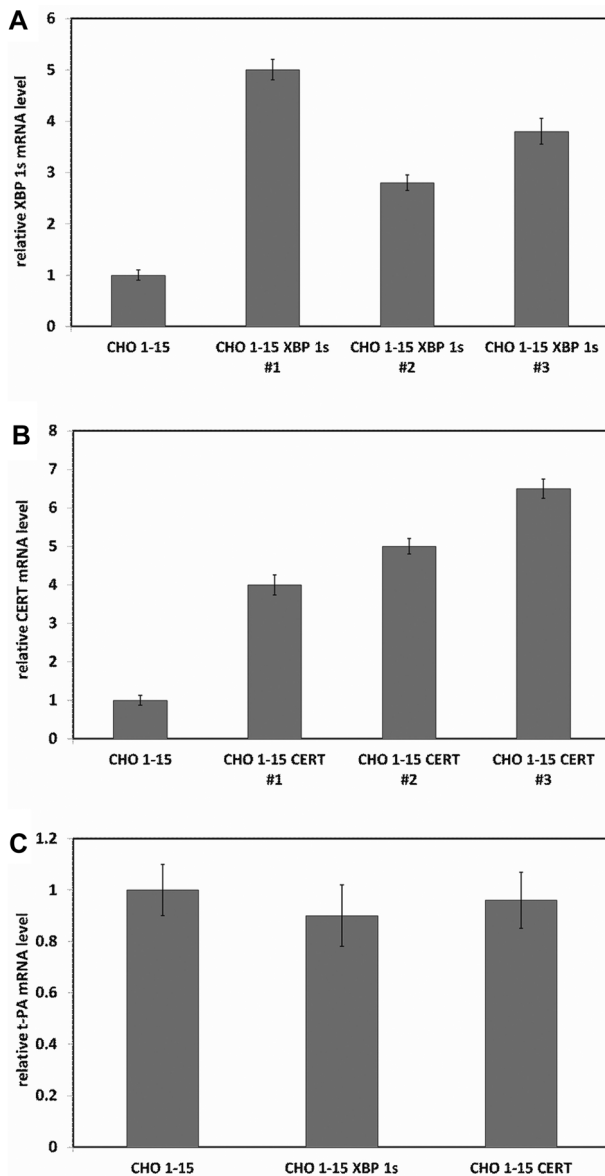 A
relative XBP 1s mRNA level
6
5
4
3
2
1
0
CHO 1-15 CHO 1-15 XBP 1s CHO 1-15 XBP 1s CHO 1-15 XBP 1s
#1 #2 #3
B
relative CERT mRNA level
8
7
6
5
4
3
2
1
0
CHO 1-15 CHO 1-15 CERT CHO 1-15 CERT CHO 1-15 CERT
#1 #2 #3
C
relative t-PA mRNA level
1.2
1
0.8
0.6
0.4
0.2
0
CHO 1-15 CHO 1-15 XBP 1s CHO 1-15 CERT